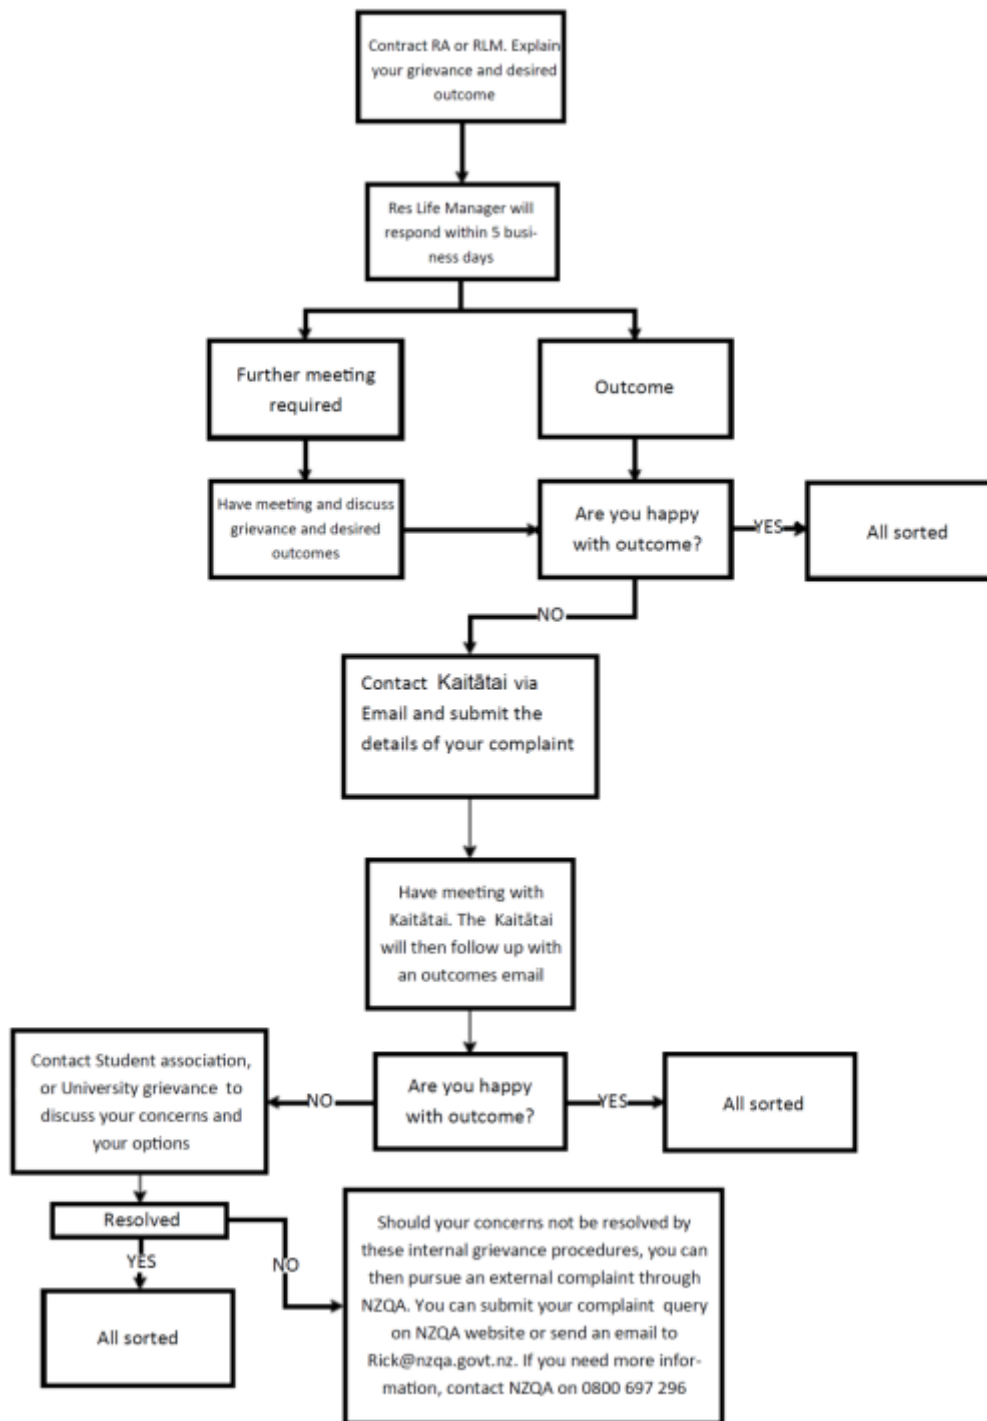 Contract RA or RLM. Explain
your grievance and desired
outcome
Res Life Manager will
respond within 5 busi-
ness days
Further meeting
required
Outcome
Have meeting and discuss
grievance and desired
outcomes
Are you happy
with outcome?
YES
All sorted
NO
Contact Kaitātai via
Email and submit the
details of your complaint
Have meeting with
Kaitātai. The Kaitātai
will then follow up with
an outcomes email
Contact Student association,
or University grievance to
discuss your concerns and
your options
NO
Are you happy
with outcome?
YES
All sorted
Resolved
YES
NO
All sorted
Should your concerns not be resolved by
these internal grievance procedures, you can
then pursue an external complaint through
NZQA. You can submit your complaint query
on NZQA website or send an email to
Rick@nzqa.govt.nz. If you need more infor-
mation, contact NZQA on 0800 697 296